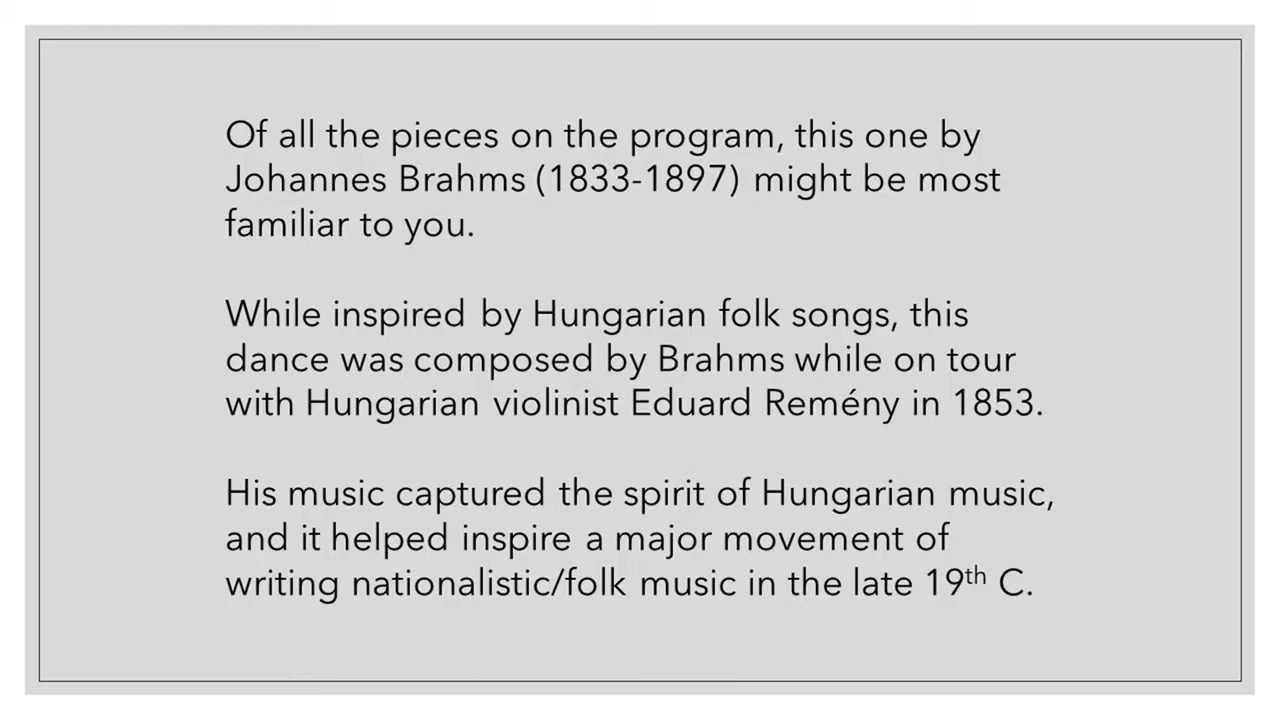 Of all the pieces on the program, this one by
Johannes Brahms (1833-1897) might be most
familiar to you.
While inspired by Hungarian folk songs, this
dance was composed by Brahms while on tour
with Hungarian violinist Eduard Remény in 1853.
His music captured the spirit of Hungarian music,
and it helped inspire a major movement of
writing nationalistic/folk music in the late 19th C.